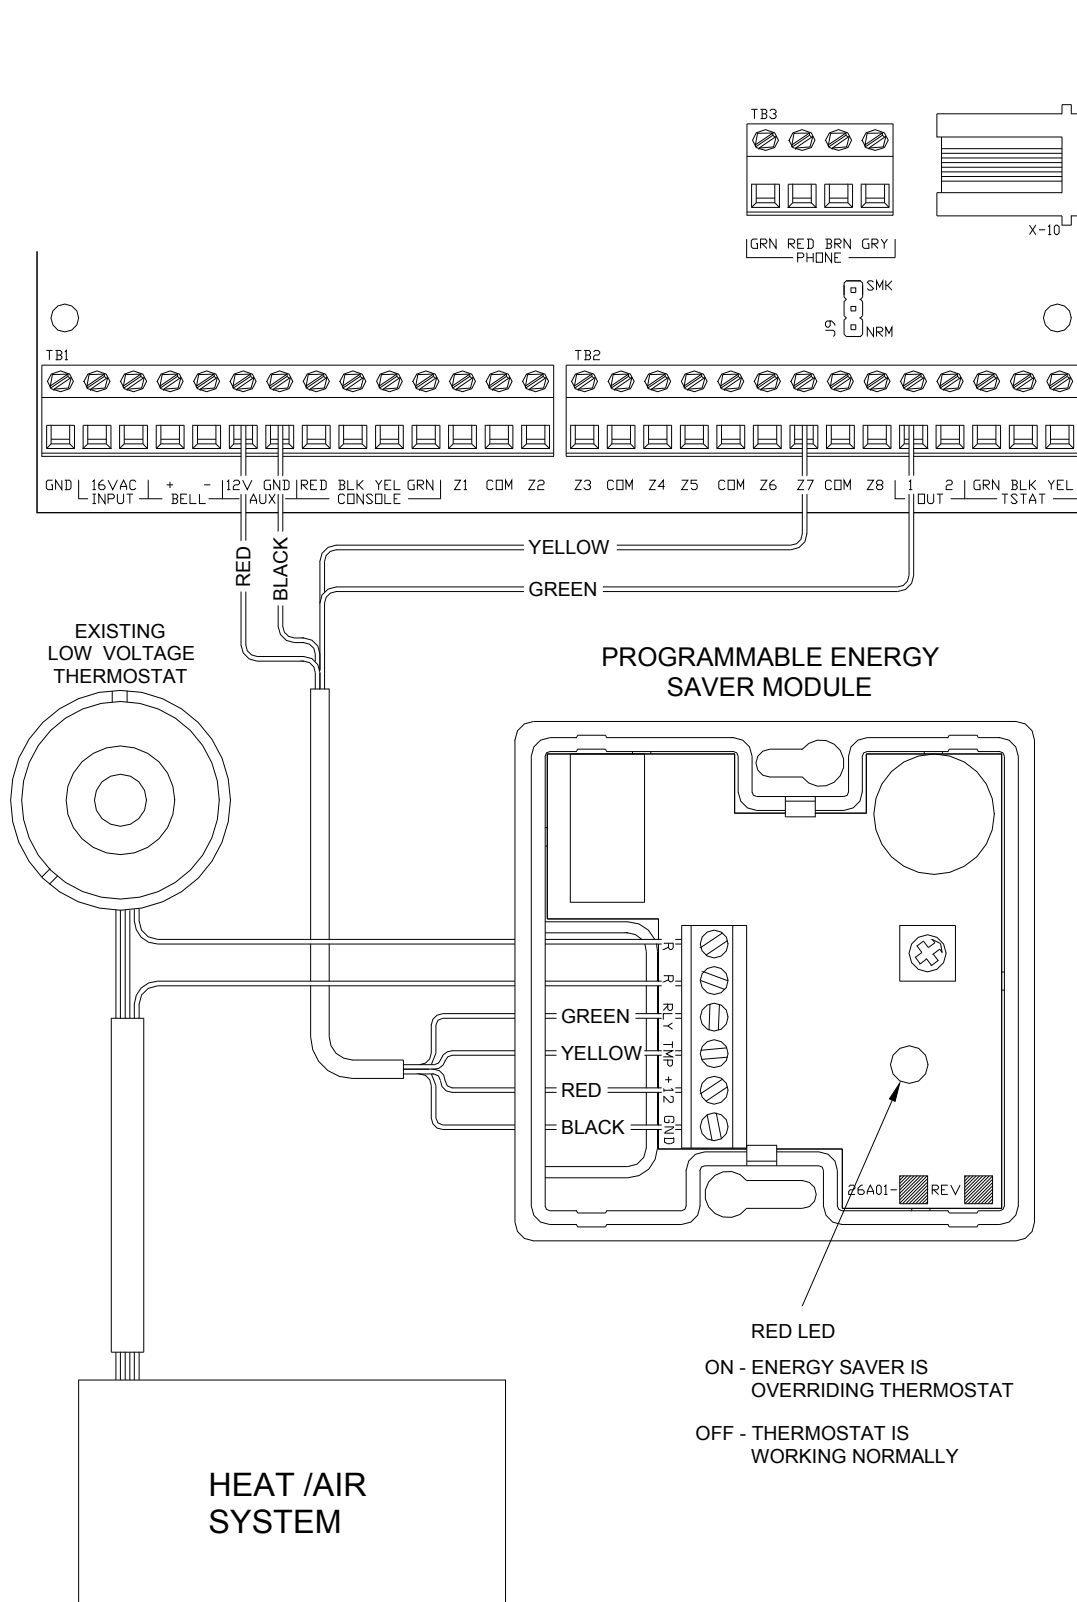 TB3
GRN RED BRN GRY
PHONE
X-10
SMK
J9
NRM
TB1
TB2
GND 16VAC + - 12V GND RED BLK YEL GRN Z1 COM Z2 Z3 COM Z4 Z5 COM Z6 Z7 COM Z8 1 2 GRN BLK YEL
INPUT BELL AUX CONSOLE OUT TSTAT
RED
BLACK
YELLOW
GREEN
EXISTING
LOW VOLTAGE
THERMOSTAT
PROGRAMMABLE ENERGY
SAVER MODULE
R
R
GREEN RLY
YELLOW TMP
RED +12
BLACK GND
26A01- REV
RED LED
ON - ENERGY SAVER IS
OVERRIDING THERMOSTAT
OFF - THERMOSTAT IS
WORKING NORMALLY
HEAT /AIR
SYSTEM